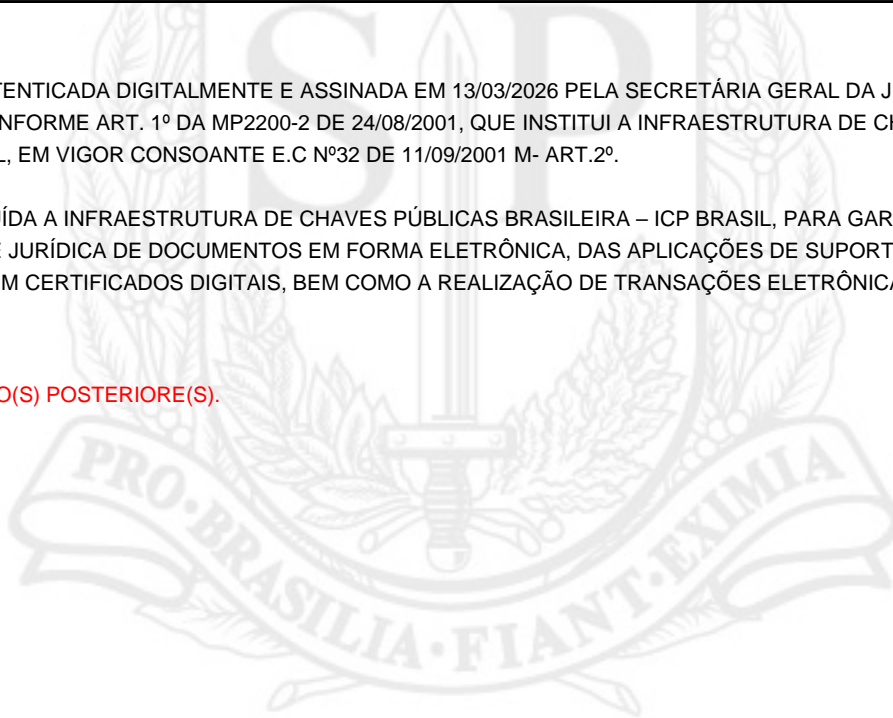 TENTICADA DIGITALMENTE E ASSINADA EM 13/03/2026 PELA SECRETÁRIA GERAL DA J
NFORME ART. 1º DA MP2200-2 DE 24/08/2001, QUE INSTITUI A INFRAESTRUTURA DE CH
L, EM VIGOR CONSOANTE E.C Nº32 DE 11/09/2001 M- ART.2º.
UÍDA A INFRAESTRUTURA DE CHAVES PÚBLICAS BRASILEIRA – ICP BRASIL, PARA GAR
E JURÍDICA DE DOCUMENTOS EM FORMA ELETRÔNICA, DAS APLICAÇÕES DE SUPORT
M CERTIFICADOS DIGITAIS, BEM COMO A REALIZAÇÃO DE TRANSAÇÕES ELETRÔNICA
O(S) POSTERIORE(S).
SP
PRO·BRASILIA·FIANT·EXIMIA